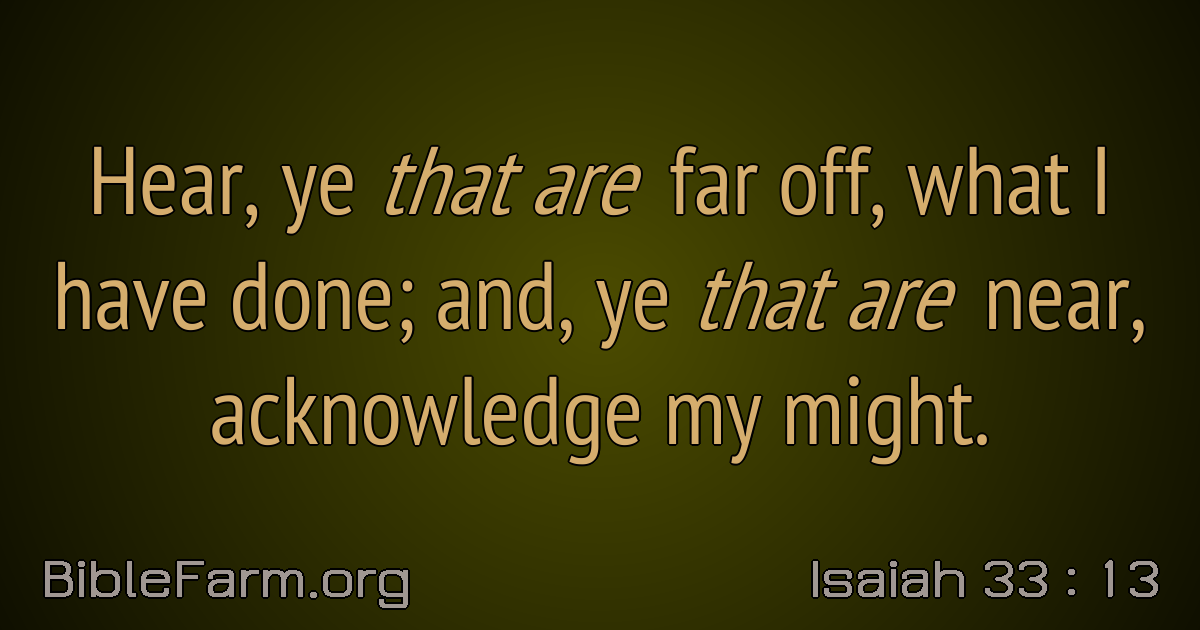 Hear, ye that are far off, what I
have done; and, ye that are near,
acknowledge my might.
BibleFarm.org
Isaiah 33 : 13